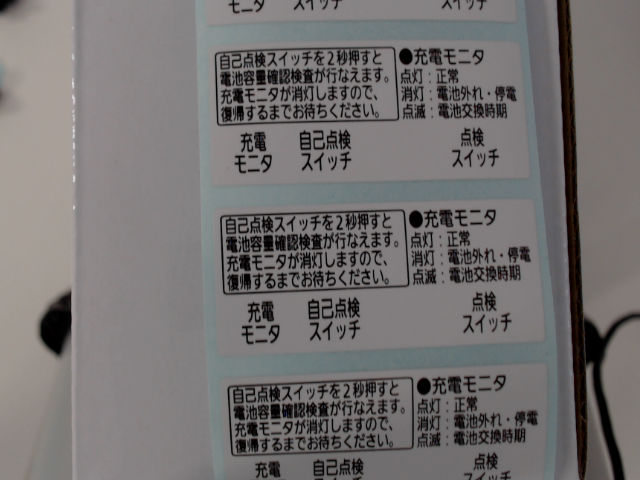 モニタ スイッチ スイッチ
自己点検スイッチを2秒押すと
電池容量確認検査が行なえます。
充電モニタが消灯しますので、
復帰するまでお待ちください。
●充電モニタ
点灯：正常
消灯：電池外れ・停電
点滅：電池交換時期
充電 自己点検 点検
モニタ スイッチ スイッチ
自己点検スイッチを2秒押すと
電池容量確認検査が行なえます。
充電モニタが消灯しますので、
復帰するまでお待ちください。
●充電モニタ
点灯：正常
消灯：電池外れ・停電
点滅：電池交換時期
充電 自己点検 点検
モニタ スイッチ スイッチ
自己点検スイッチを2秒押すと
電池容量確認検査が行なえます。
充電モニタが消灯しますので、
復帰するまでお待ちください。
●充電モニタ
点灯：正常
消灯：電池外れ・停電
点滅：電池交換時期
充電 自己点検 点検